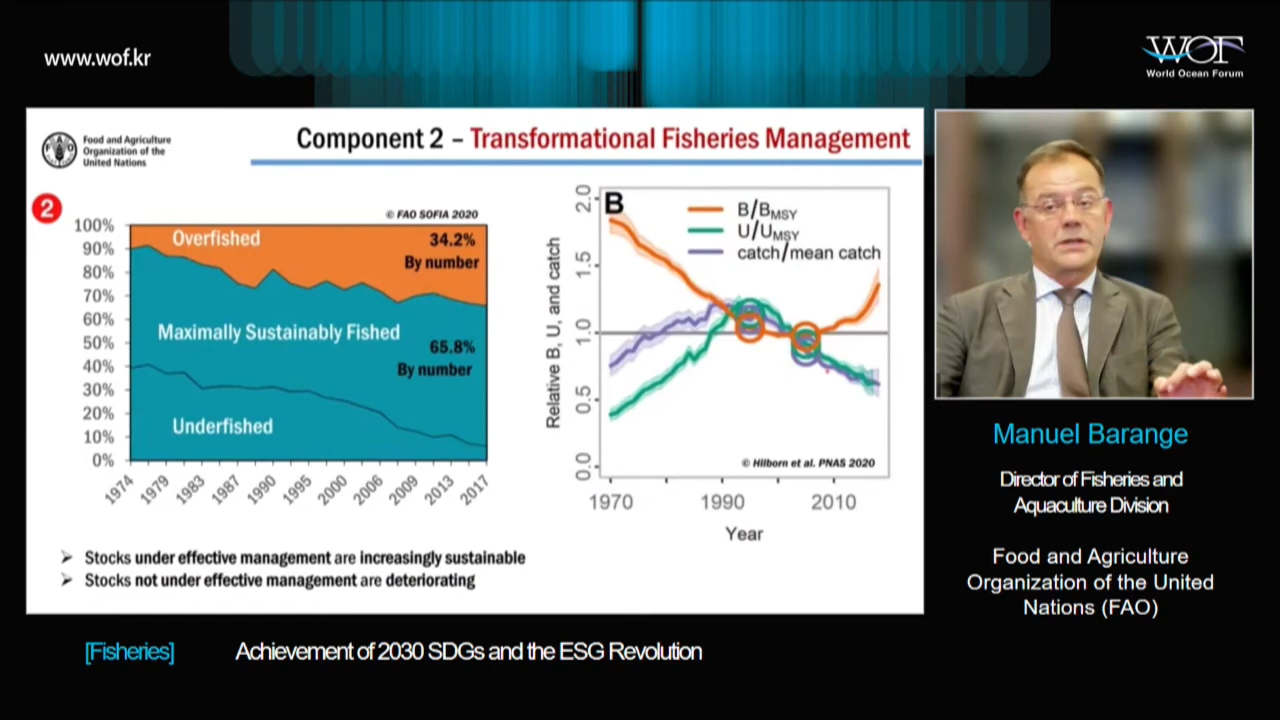 www.wof.kr
WOF
World Ocean Forum
Food and Agriculture
Organization of the
United Nations
Component 2 – Transformational Fisheries Management
2
© FAO SOFIA 2020
100%
90%
80%
70%
60%
50%
40%
30%
20%
10%
0%
Overfished
34.2%
By number
Maximally Sustainably Fished
65.8%
By number
Underfished
1974
1979
1983
1987
1990
1995
2000
2006
2009
2013
2017
B
B/BMSY
U/UMSY
catch/mean catch
Relative B, U, and catch
2.0
1.5
1.0
0.5
0.0
© Hilborn et al. PNAS 2020
1970
1990
2010
Year
➢ Stocks under effective management are increasingly sustainable
➢ Stocks not under effective management are deteriorating
Manuel Barange
Director of Fisheries and
Aquaculture Division
Food and Agriculture
Organization of the United
Nations (FAO)
[Fisheries] Achievement of 2030 SDGs and the ESG Revolution